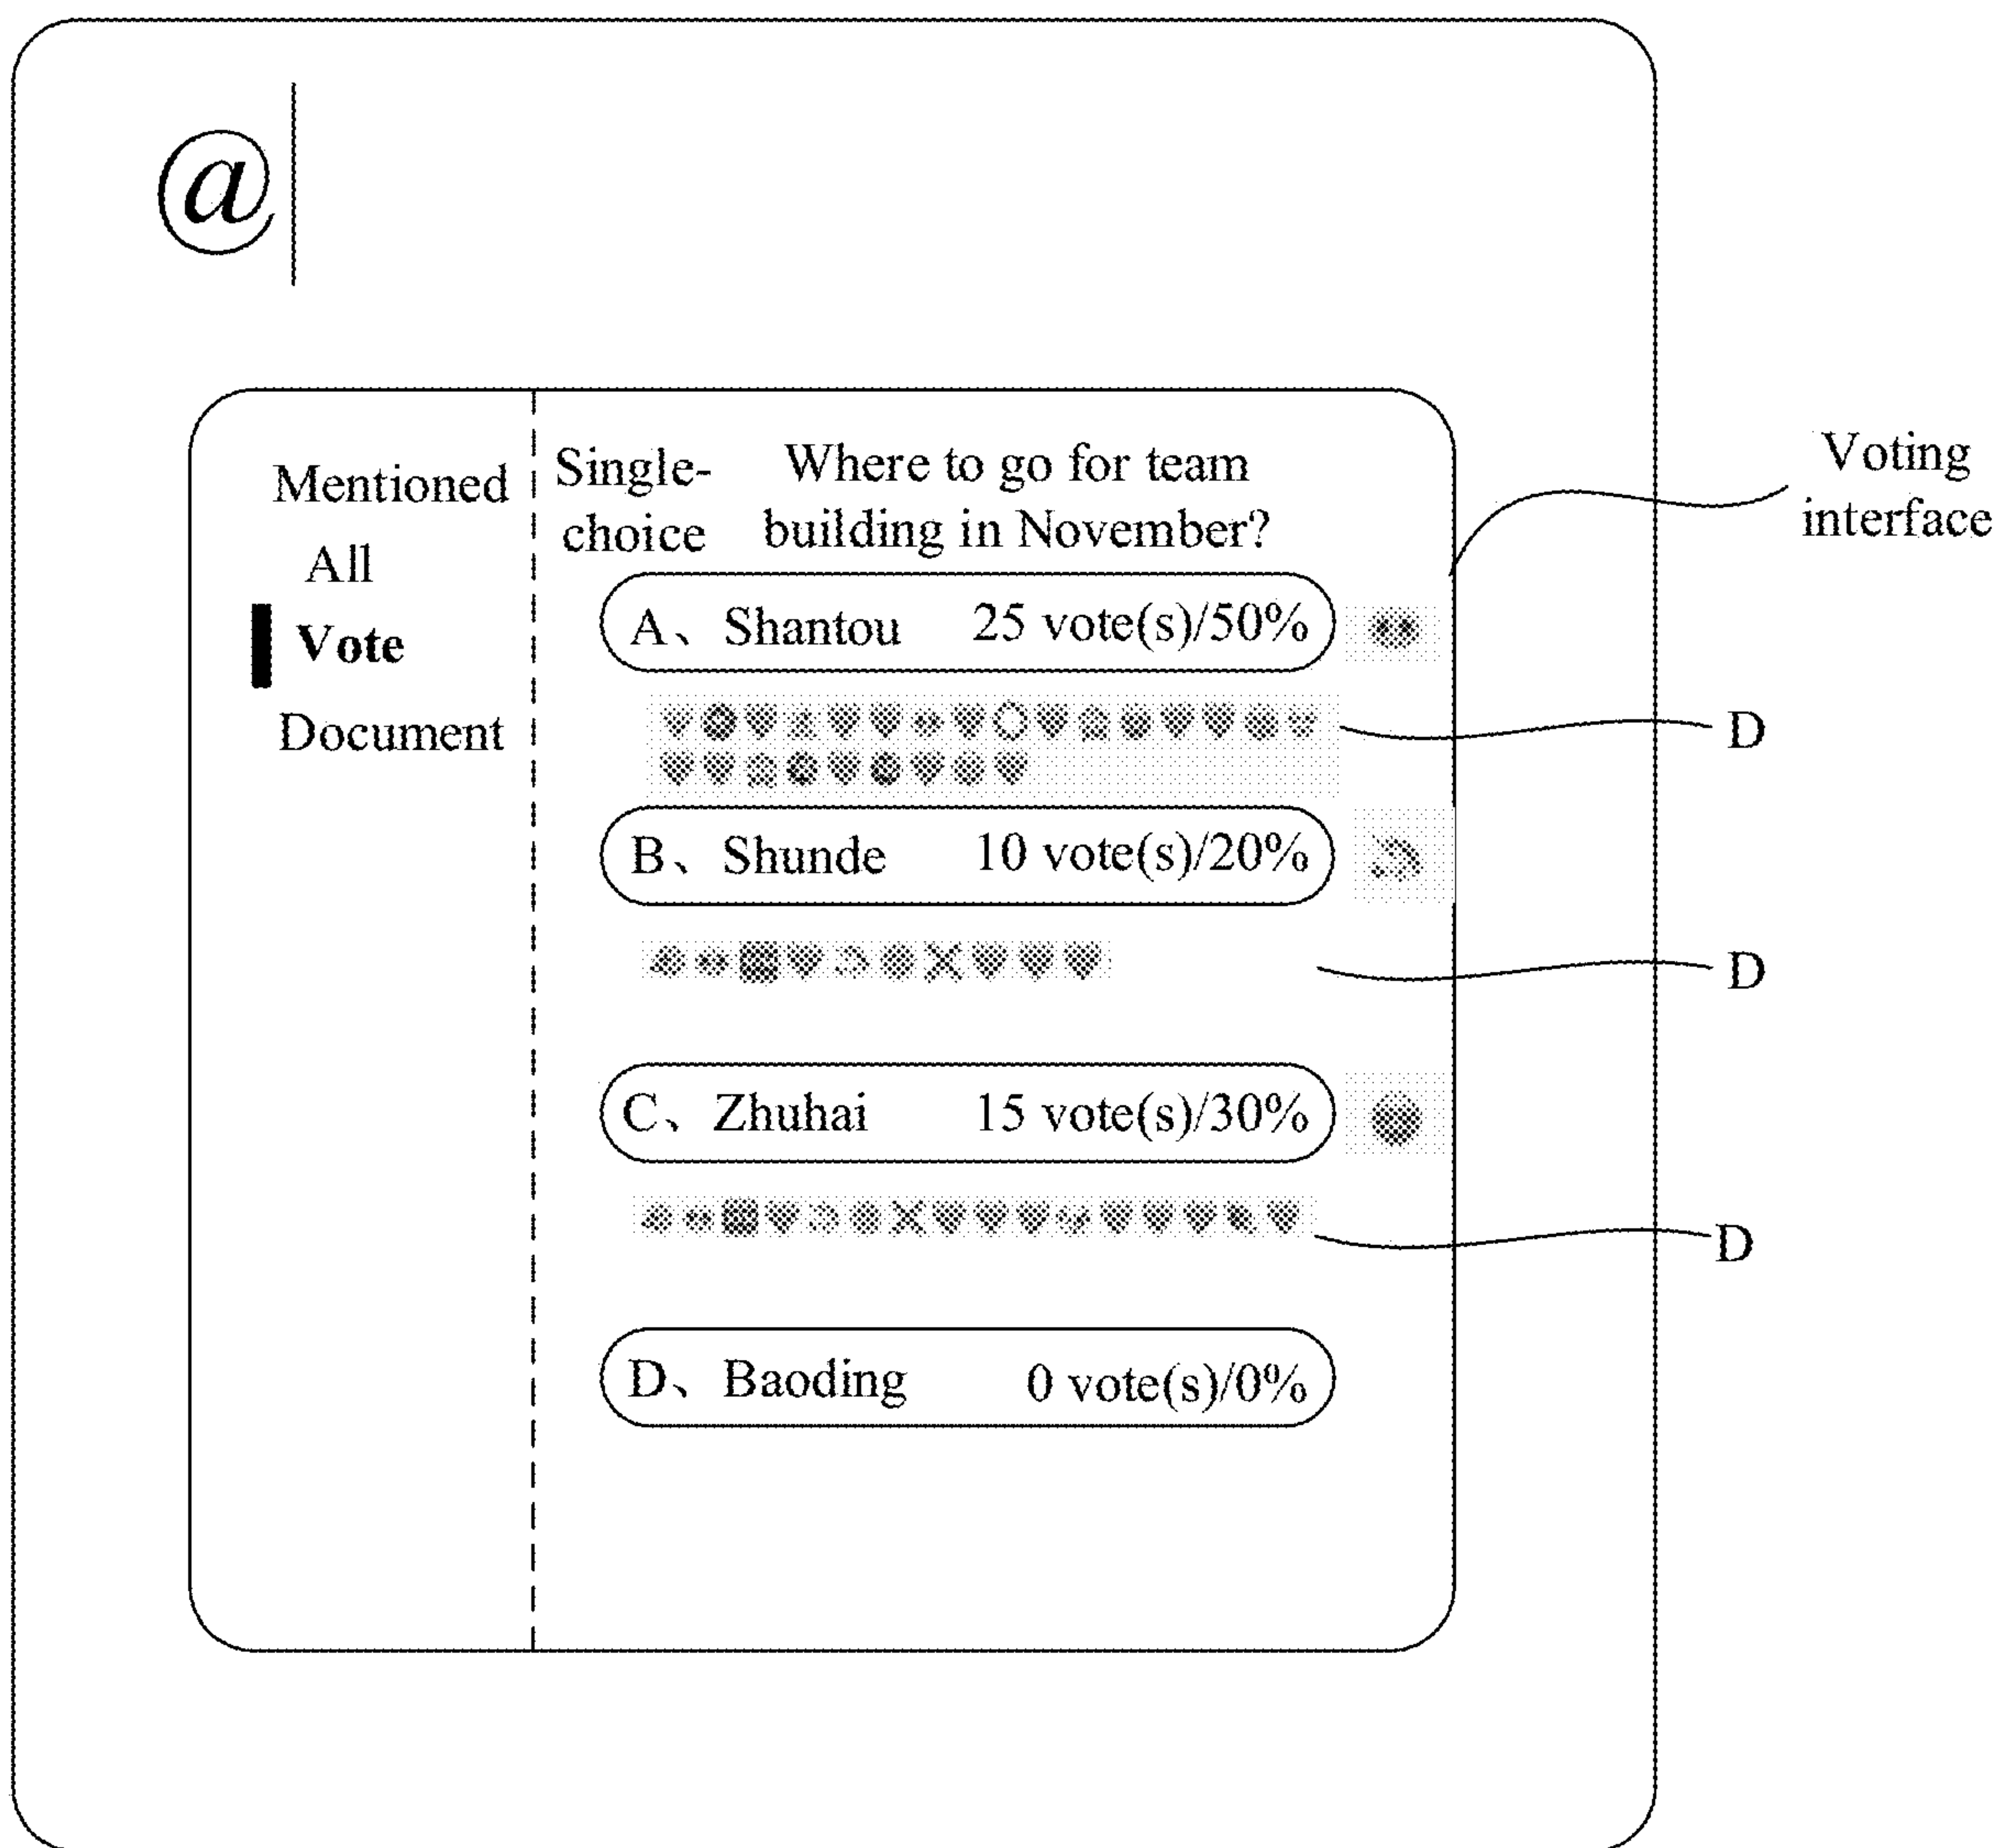 @
Mentioned
All
Vote
Document
Single-
choice
Where to go for team
building in November?
A、Shantou 25 vote(s)/50%
D
B、Shunde 10 vote(s)/20%
D
C、Zhuhai 15 vote(s)/30%
D
D、Baoding 0 vote(s)/0%
Voting
interface